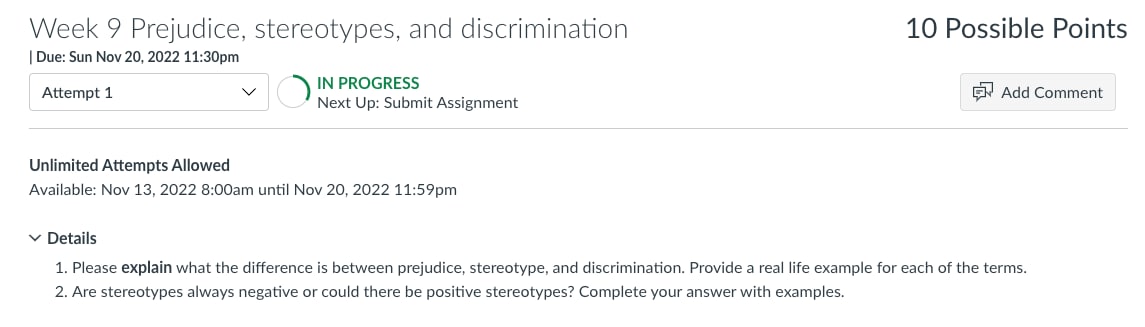 Week 9 Prejudice, stereotypes, and discrimination
10 Possible Points
| Due: Sun Nov 20, 2022 11:30pm
Attempt 1
IN PROGRESS
Next Up: Submit Assignment
Add Comment
Unlimited Attempts Allowed
Available: Nov 13, 2022 8:00am until Nov 20, 2022 11:59pm
Details
1. Please explain what the difference is between prejudice, stereotype, and discrimination. Provide a real life example for each of the terms.
2. Are stereotypes always negative or could there be positive stereotypes? Complete your answer with examples.